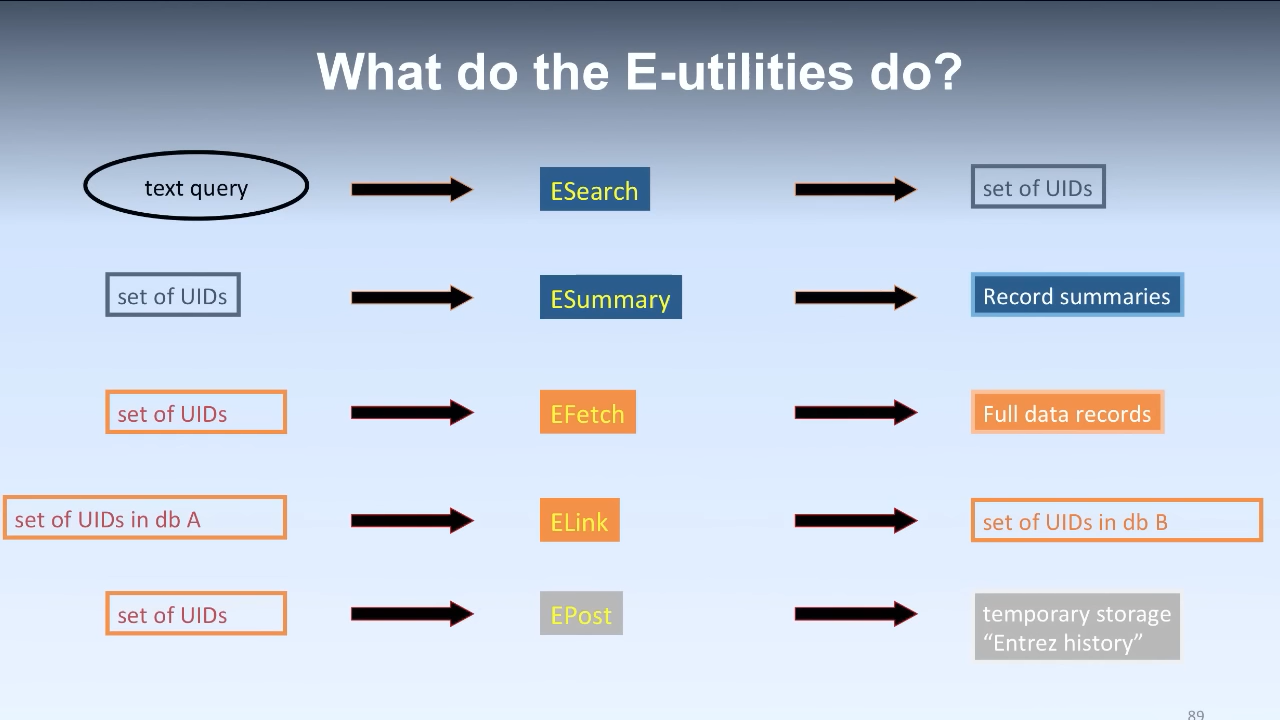 What do the E-utilities do?
text query
ESearch
set of UIDs
set of UIDs
ESummary
Record summaries
set of UIDs
EFetch
Full data records
set of UIDs in db A
ELink
set of UIDs in db B
set of UIDs
EPost
temporary storage
“Entrez history”
89